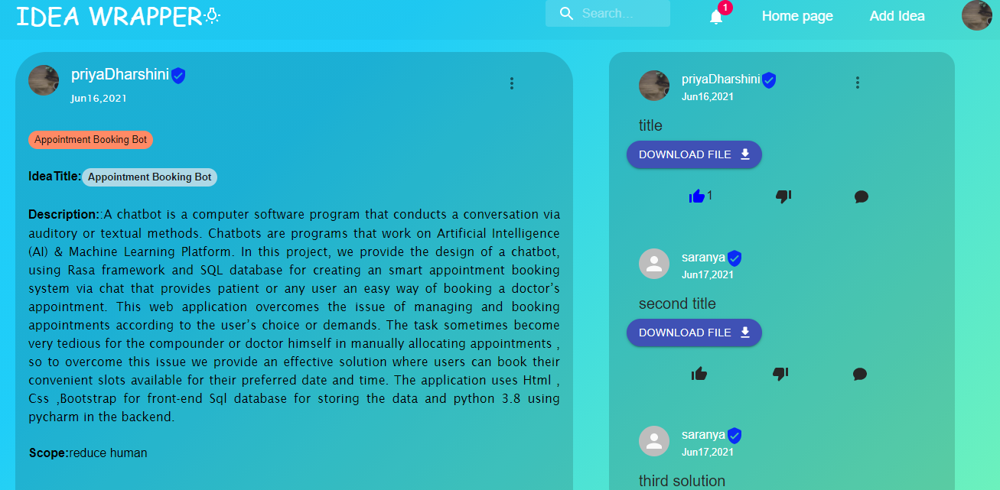 IDEA WRAPPER
Search...
1
Home page
Add Idea
priyaDharshini
Jun16,2021
Appointment Booking Bot
IdeaTitle: Appointment Booking Bot
Description::A chatbot is a computer software program that conducts a conversation via
auditory or textual methods. Chatbots are programs that work on Artificial Intelligence
(AI) & Machine Learning Platform. In this project, we provide the design of a chatbot,
using Rasa framework and SQL database for creating an smart appointment booking
system via chat that provides patient or any user an easy way of booking a doctor’s
appointment. This web application overcomes the issue of managing and booking
appointments according to the user’s choice or demands. The task sometimes become
very tedious for the compounder or doctor himself in manually allocating appointments ,
so to overcome this issue we provide an effective solution where users can book their
convenient slots available for their preferred date and time. The application uses Html ,
Css ,Bootstrap for front-end Sql database for storing the data and python 3.8 using
pycharm in the backend.
Scope:reduce human
priyaDharshini
Jun16,2021
title
DOWNLOAD FILE
1
saranya
Jun17,2021
second title
DOWNLOAD FILE
saranya
Jun17,2021
third solution